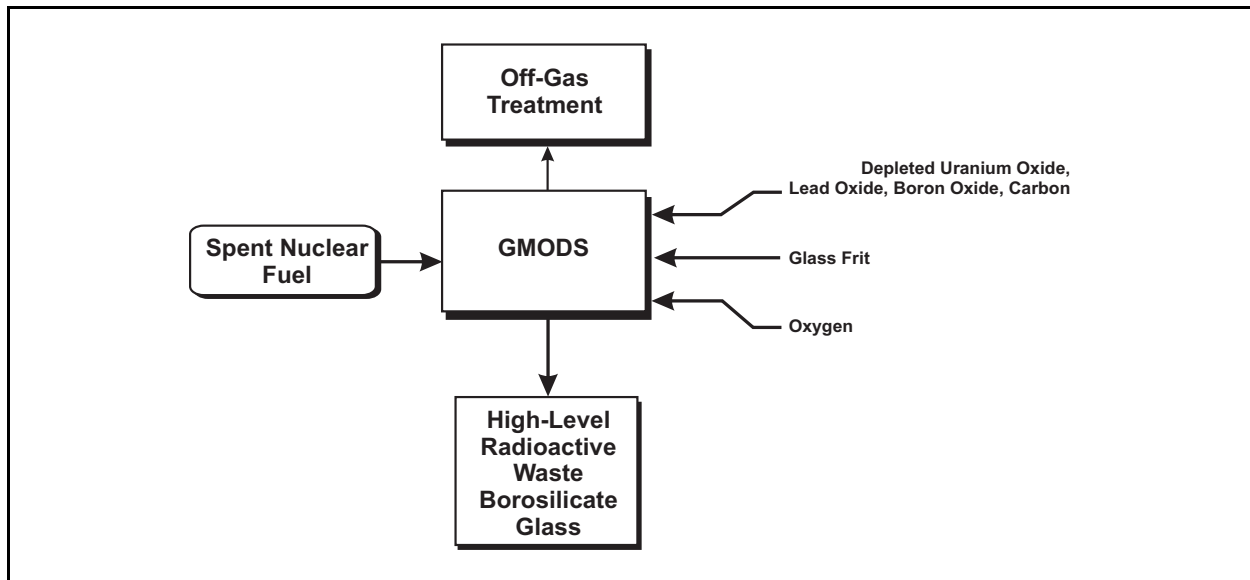 Off-Gas
Treatment
Depleted Uranium Oxide,
Lead Oxide, Boron Oxide, Carbon
Spent Nuclear
Fuel
GMODS
Glass Frit
Oxygen
High-Level
Radioactive
Waste
Borosilicate
Glass